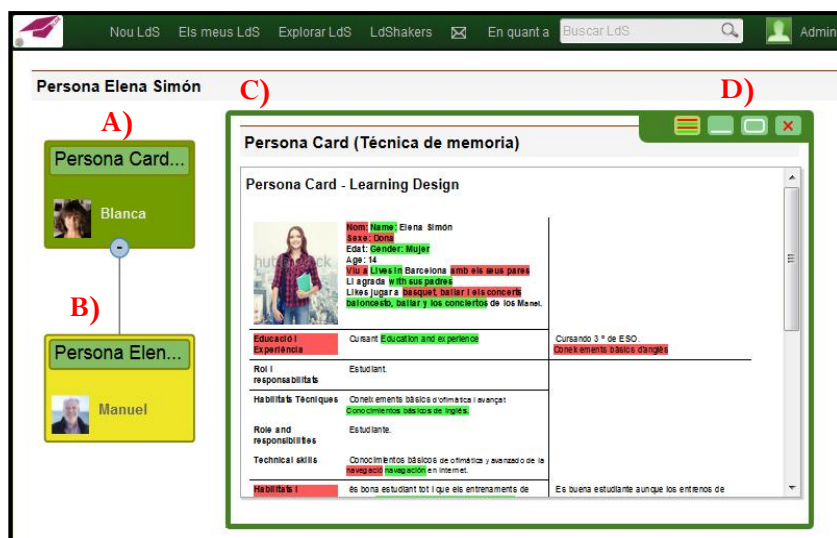 Nou LdS Els meus LdS Explorar LdS LdShakers En quant a Buscar LdS Admin
Persona Elena Simón
C)
D)
A)
Persona Card...
Blanca
-
B)
Persona Elen...
Manuel
Persona Card (Técnica de memoria)
Persona Card - Learning Design
Nom: Name: Elena Simón
Sexe: Dona
Edat: Gender: Mujer
Age: 14
Viu a Lives in Barcelona amb els seus pares
Li agrada with sus padres
Likes jugar a basquet, ballar i els concerts
baloncesto, bailar y los conciertos de los Manel.
Educació i Cursant Education and experience Cursando 3 º de ESO.
Experiència Coneixements bàsics d'anglès
Rol i Estudiant.
responsabilitats
Habilitats Tècniques Coneixements bàsics d'ofimàtica i avançat
Conocimientos básicos de inglés.
Role and Estudiante.
responsibilities
Technical skills Conocimientos básicos de ofimática y avanzado de la
navegació navegación en internet.
Habilitats i és bona estudiant tot i que els entrenaments de Es buena estudiante aunque los entrenos de